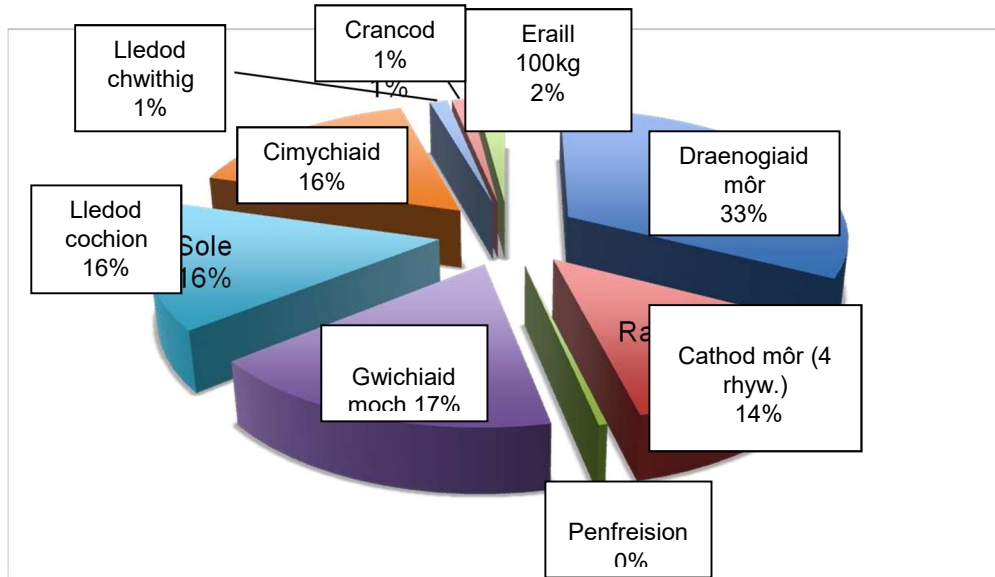 Lledod
chwithig
1%
Crancod
1%
1%
Eraill
100kg
2%
Draenogiaid
môr
33%
Cimychiaid
16%
Lledod
cochion
16%
Sole
16%
Gwichiaid
moch 17%
Cathod môr (4
rhyw.)
14%
Penfreision
0%